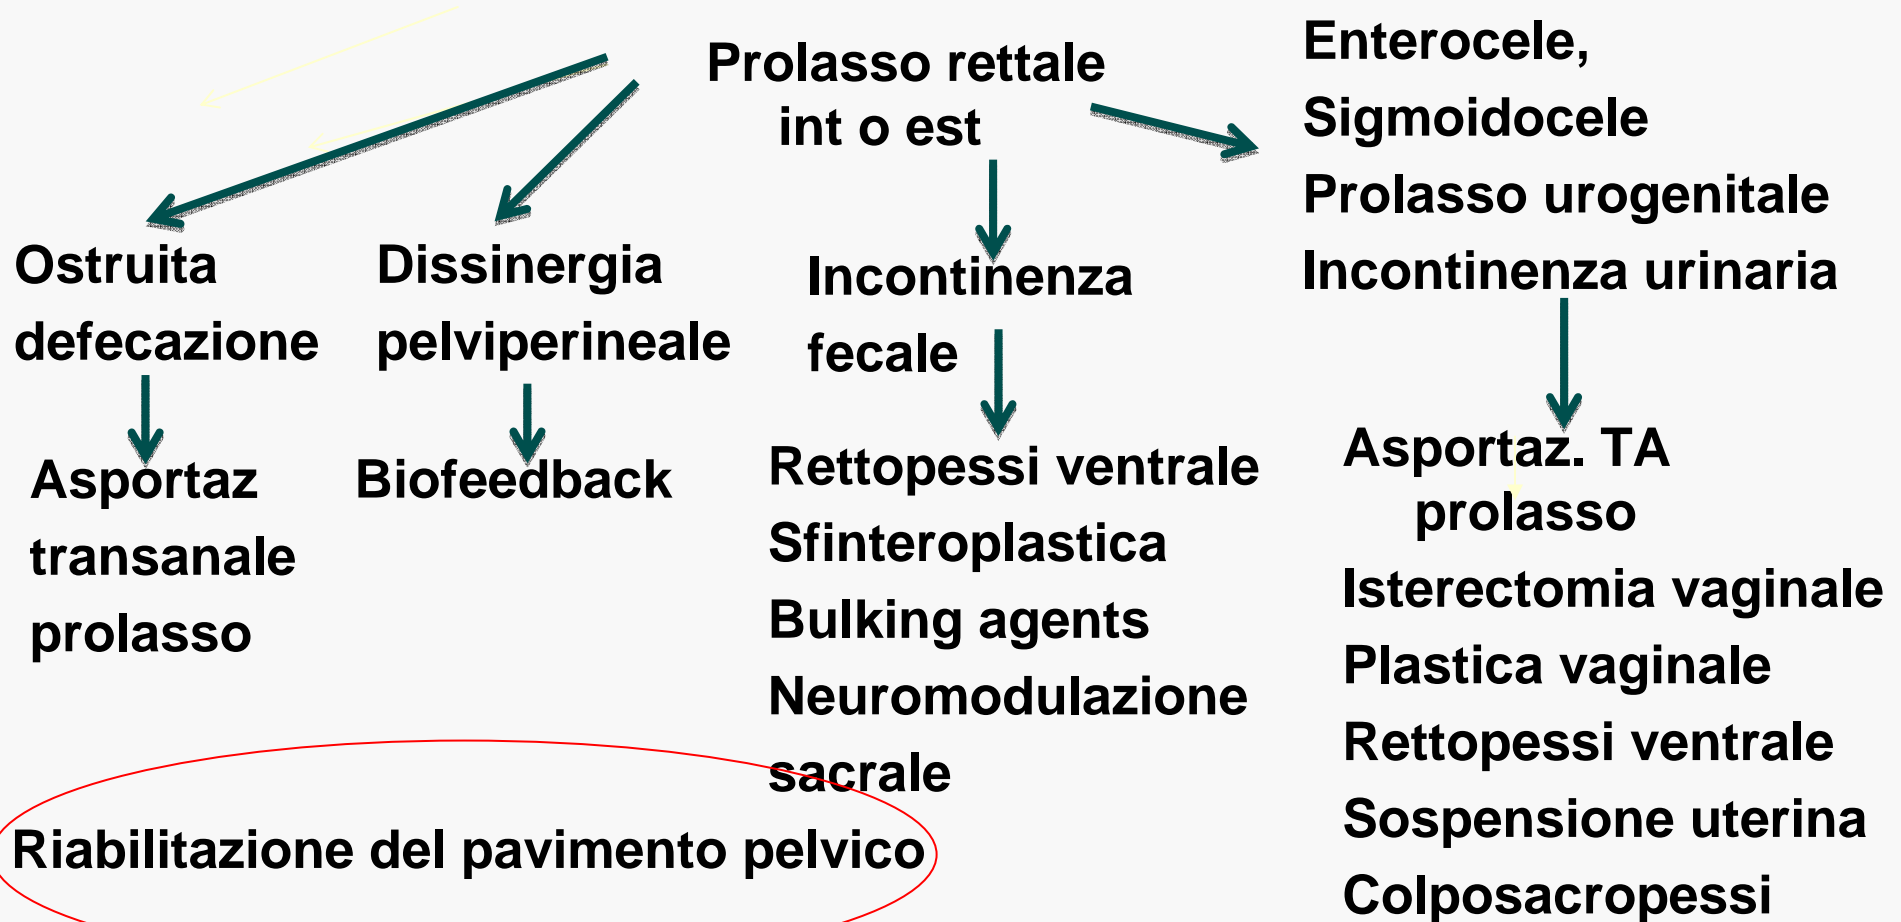 Prolasso rettale
int o est
Enterocele,
Sigmoidocele
Prolasso urogenitale
Incontinenza urinaria
Ostruita
defecazione
Dissinergia
pelviperineale
Incontinenza
fecale
Asportaz
transanale
prolasso
Biofeedback
Rettopessi ventrale
Sfinteroplastica
Bulking agents
Neuromodulazione
sacrale
Asportaz. TA
prolasso
Isterectomia vaginale
Plastica vaginale
Rettopessi ventrale
Sospensione uterina
Colposacropessi
Riabilitazione del pavimento pelvico